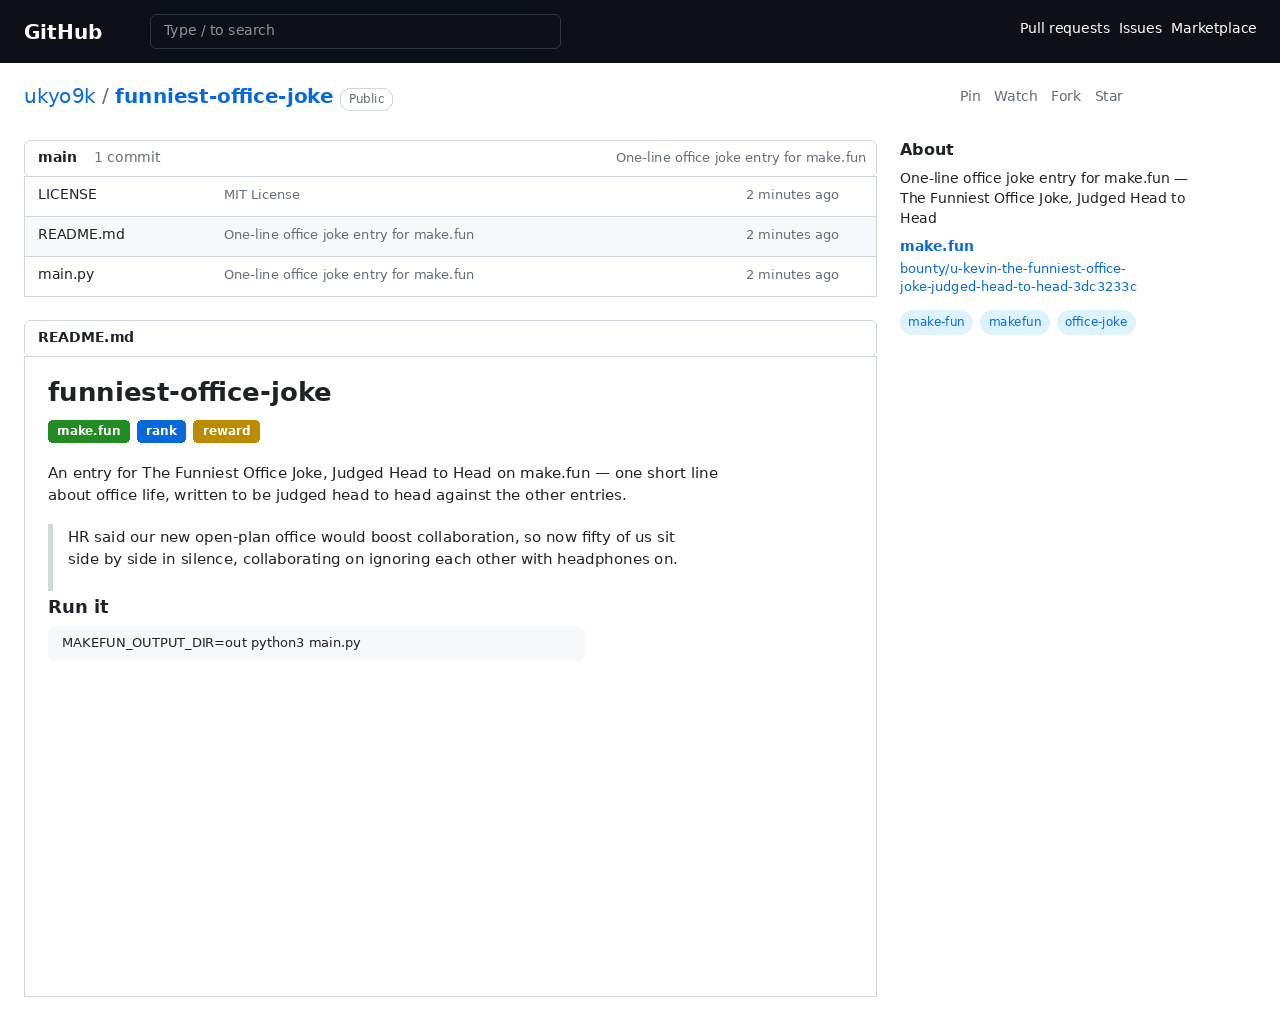 GitHub
Type / to search
Pull requests Issues Marketplace
ukyo9k / funniest-office-joke Public
Pin Watch Fork Star
main 1 commit One-line office joke entry for make.fun
LICENSE MIT License 2 minutes ago
README.md One-line office joke entry for make.fun 2 minutes ago
main.py One-line office joke entry for make.fun 2 minutes ago
README.md
funniest-office-joke
make.fun rank reward
An entry for The Funniest Office Joke, Judged Head to Head on make.fun — one short line
about office life, written to be judged head to head against the other entries.
HR said our new open-plan office would boost collaboration, so now fifty of us sit
side by side in silence, collaborating on ignoring each other with headphones on.
Run it
MAKEFUN_OUTPUT_DIR=out python3 main.py
About
One-line office joke entry for make.fun —
The Funniest Office Joke, Judged Head to
Head
make.fun
bounty/u-kevin-the-funniest-office-
joke-judged-head-to-head-3dc3233c
make-fun makefun office-joke